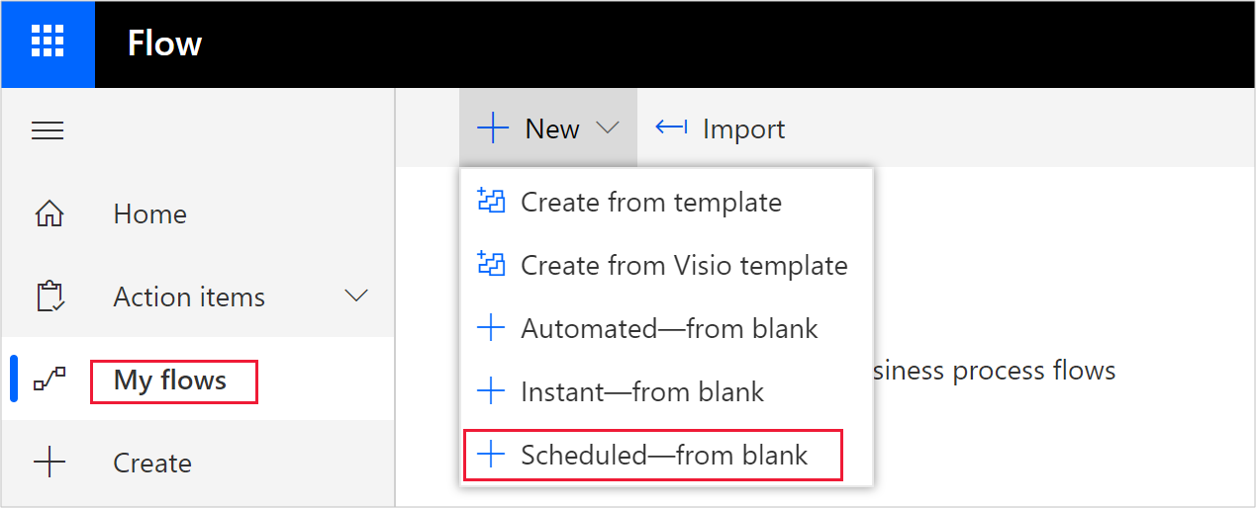 Flow
New
Import
Home
Action items
My flows
Create
Create from template
Create from Visio template
Automated—from blank
Instant—from blank
Scheduled—from blank
process flows